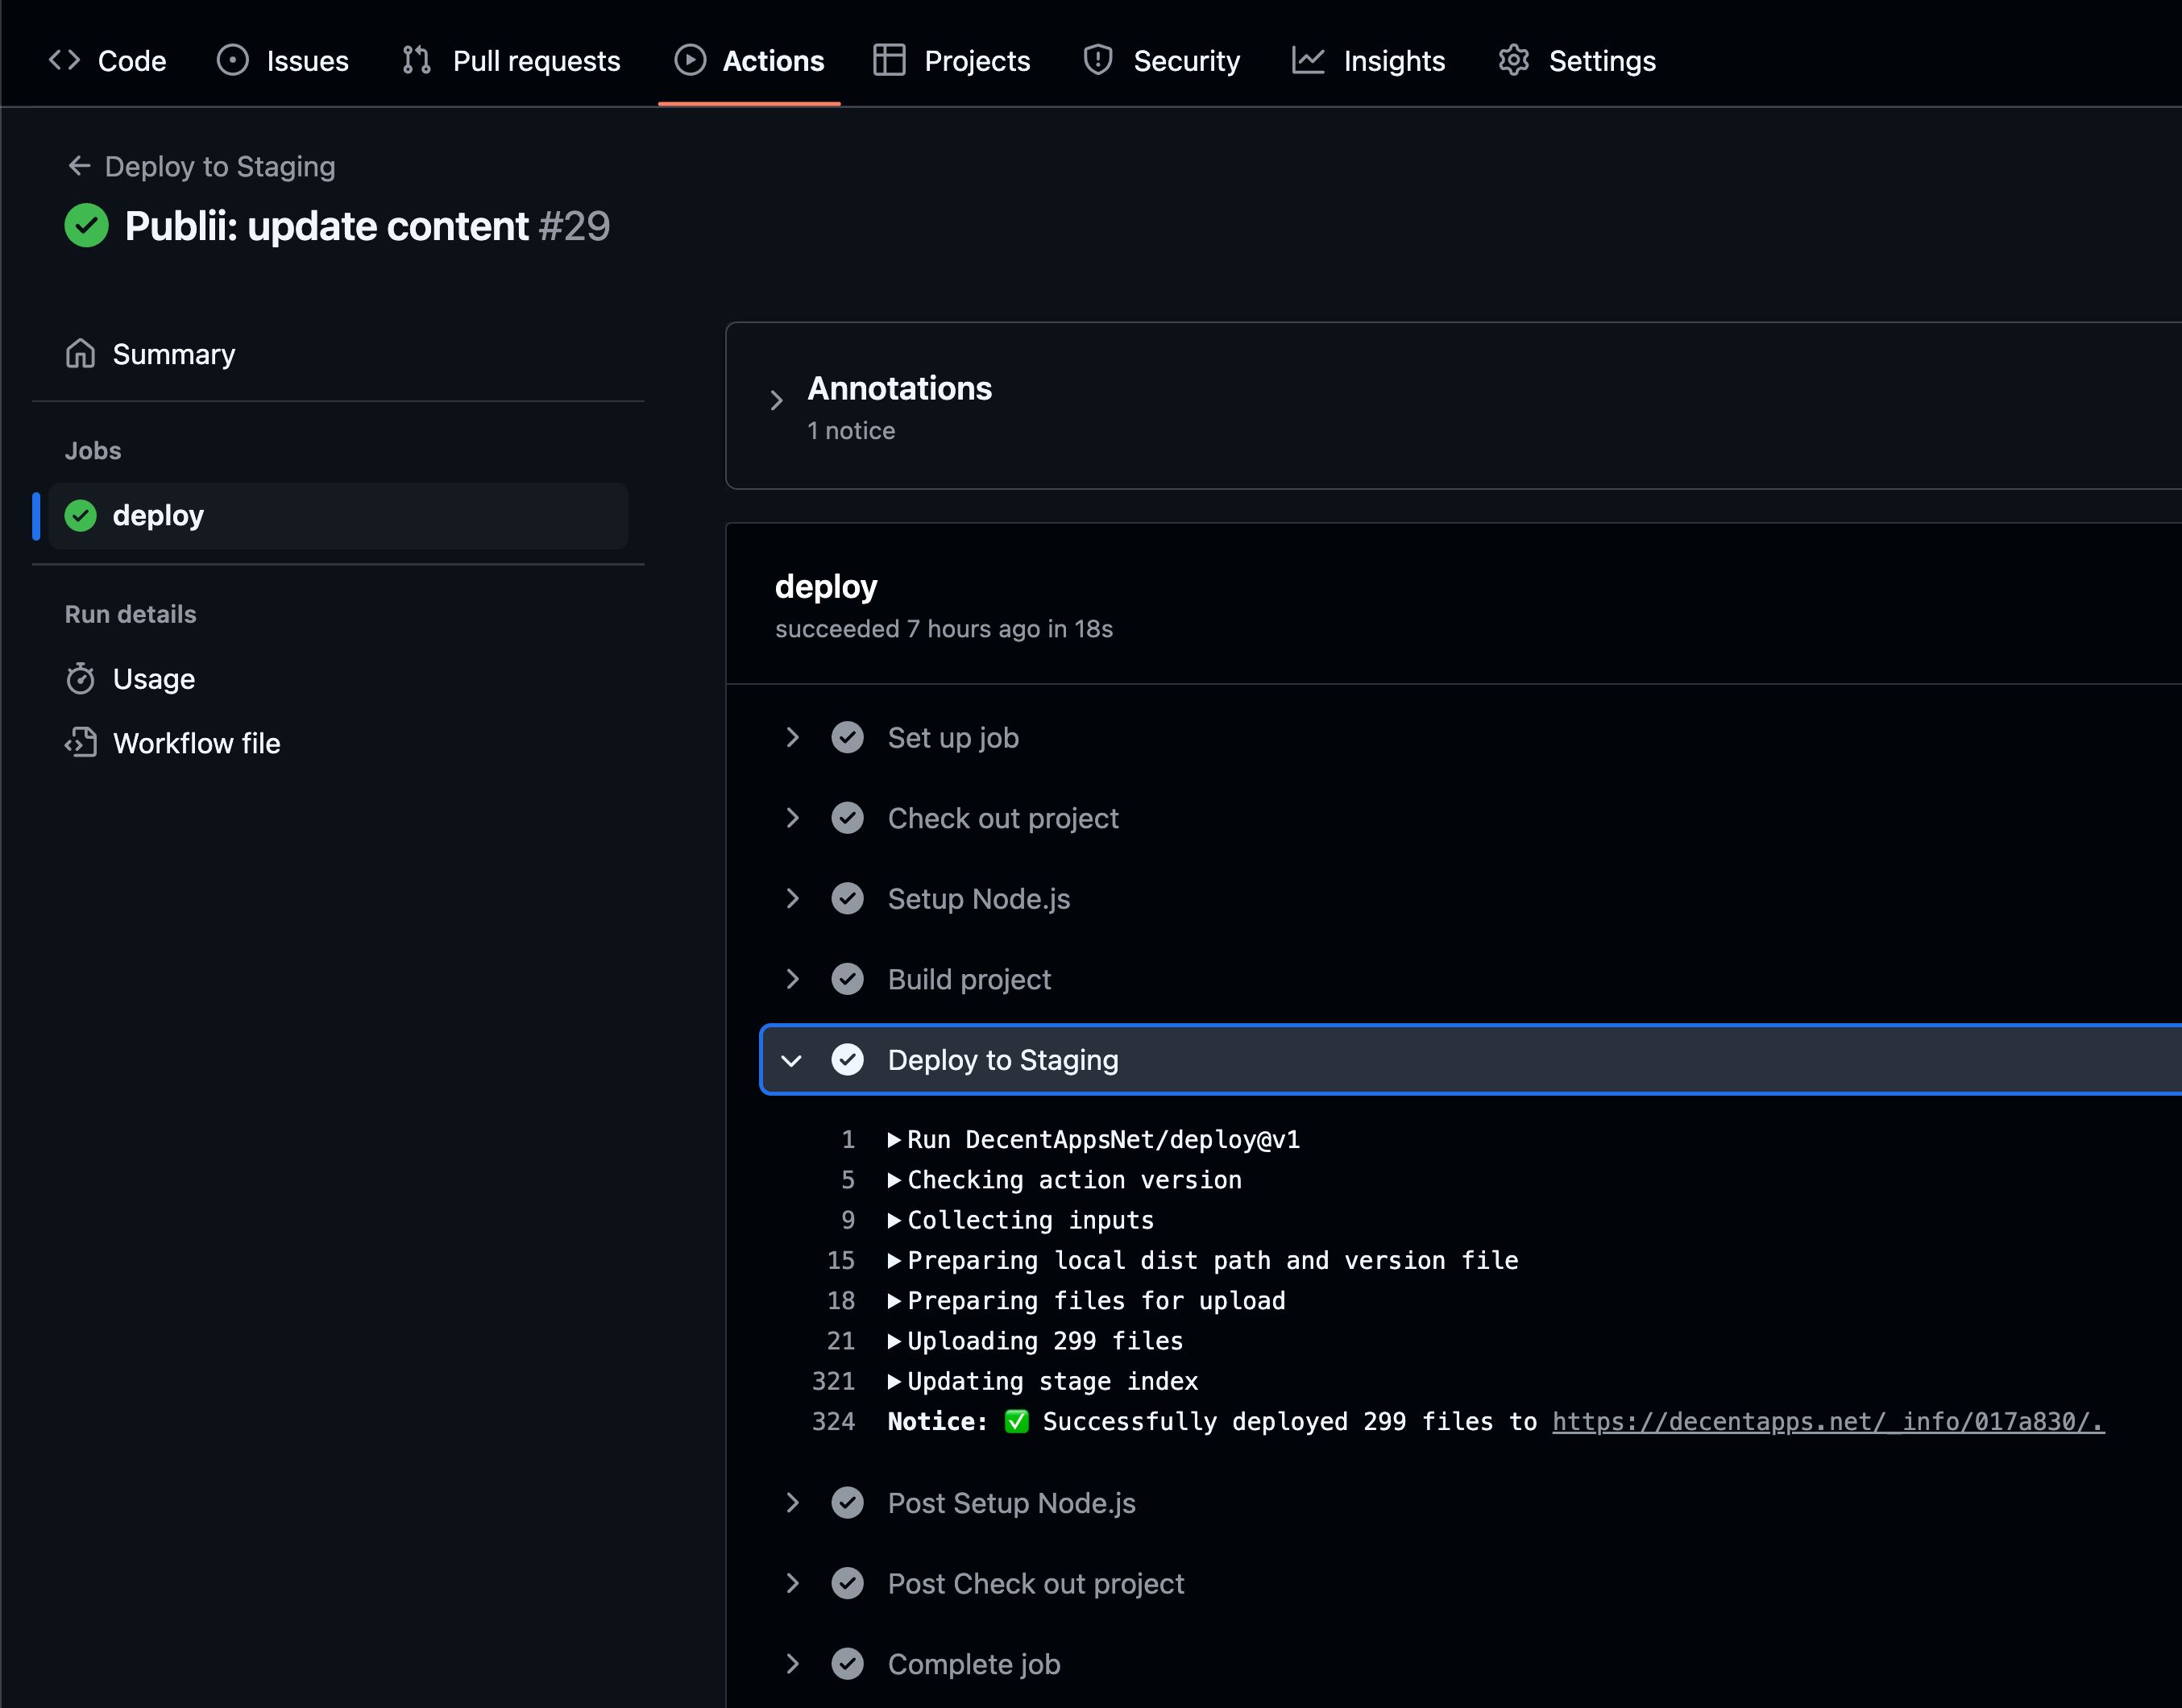 Code Issues Pull requests Actions Projects Security Insights Settings
Deploy to Staging
Publii: update content #29
Summary
Jobs
deploy
Run details
Usage
Workflow file
Annotations
1 notice
deploy
succeeded 7 hours ago in 18s
Set up job
Check out project
Setup Node.js
Build project
Deploy to Staging
1 Run DecentAppsNet/deploy@v1
5 Checking action version
9 Collecting inputs
15 Preparing local dist path and version file
18 Preparing files for upload
21 Uploading 299 files
321 Updating stage index
324 Notice: ✅ Successfully deployed 299 files to https://decentapps.net/_info/017a830/.
Post Setup Node.js
Post Check out project
Complete job